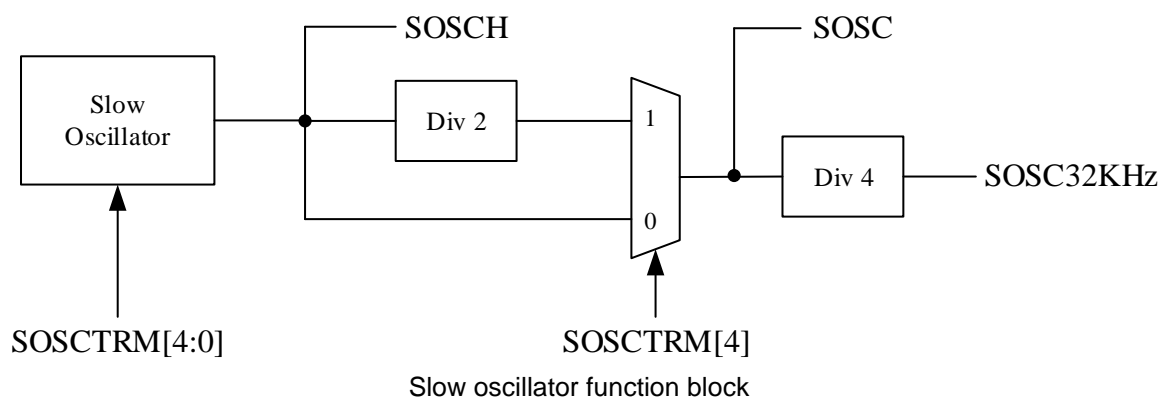 SOSCH
SOSC
Slow
Oscillator
Div 2
1
Div 4
SOSC32KHz
0
SOSCTRM[4:0]
SOSCTRM[4]
Slow oscillator function block